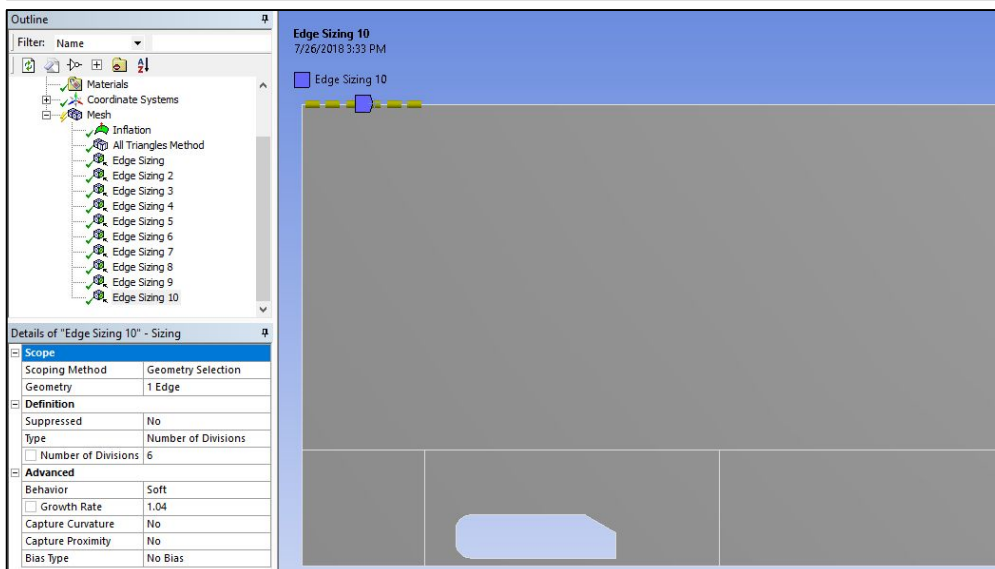 Outline
Filter: Name
Materials
Coordinate Systems
Mesh
Inflation
All Triangles Method
Edge Sizing
Edge Sizing 2
Edge Sizing 3
Edge Sizing 4
Edge Sizing 5
Edge Sizing 6
Edge Sizing 7
Edge Sizing 8
Edge Sizing 9
Edge Sizing 10
Details of "Edge Sizing 10" - Sizing
Scope
Scoping Method Geometry Selection
Geometry 1 Edge
Definition
Suppressed No
Type Number of Divisions
Number of Divisions 6
Advanced
Behavior Soft
Growth Rate 1.04
Capture Curvature No
Capture Proximity No
Bias Type No Bias
Edge Sizing 10
7/26/2018 3:33 PM
Edge Sizing 10